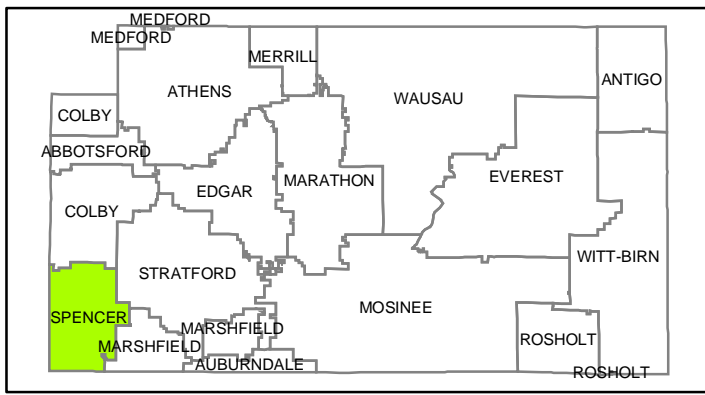 MEDFORD
MEDFORD
MERRILL
ANTIGO
ATHENS
WAUSAU
COLBY
ABBOTSFORD
EVEREST
MARATHON
EDGAR
COLBY
WITT-BIRN
STRATFORD
MOSINEE
SPENCER
MARSHFIELD
ROSHOLT
MARSHFIELD
AUBURNDALE
ROSHOLT